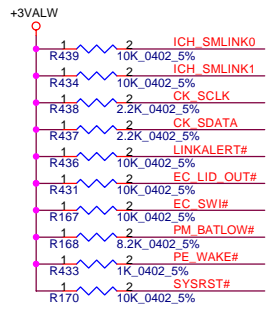 +3VALW
1 2 ICH_SMLINK0
R439 10K_0402_5%
1 2 ICH_SMLINK1
R434 10K_0402_5%
1 2 CK_SCLK
R438 2.2K_0402_5%
1 2 CK_SDATA
R437 2.2K_0402_5%
1 2 LINKALERT#
R436 10K_0402_5%
1 2 EC_LID_OUT#
R431 10K_0402_5%
1 2 EC_SWI#
R167 10K_0402_5%
1 2 PM_BATLOW#
R168 8.2K_0402_5%
1 2 PE_WAKE#
R433 1K_0402_5%
1 2 SYSRST#
R170 10K_0402_5%